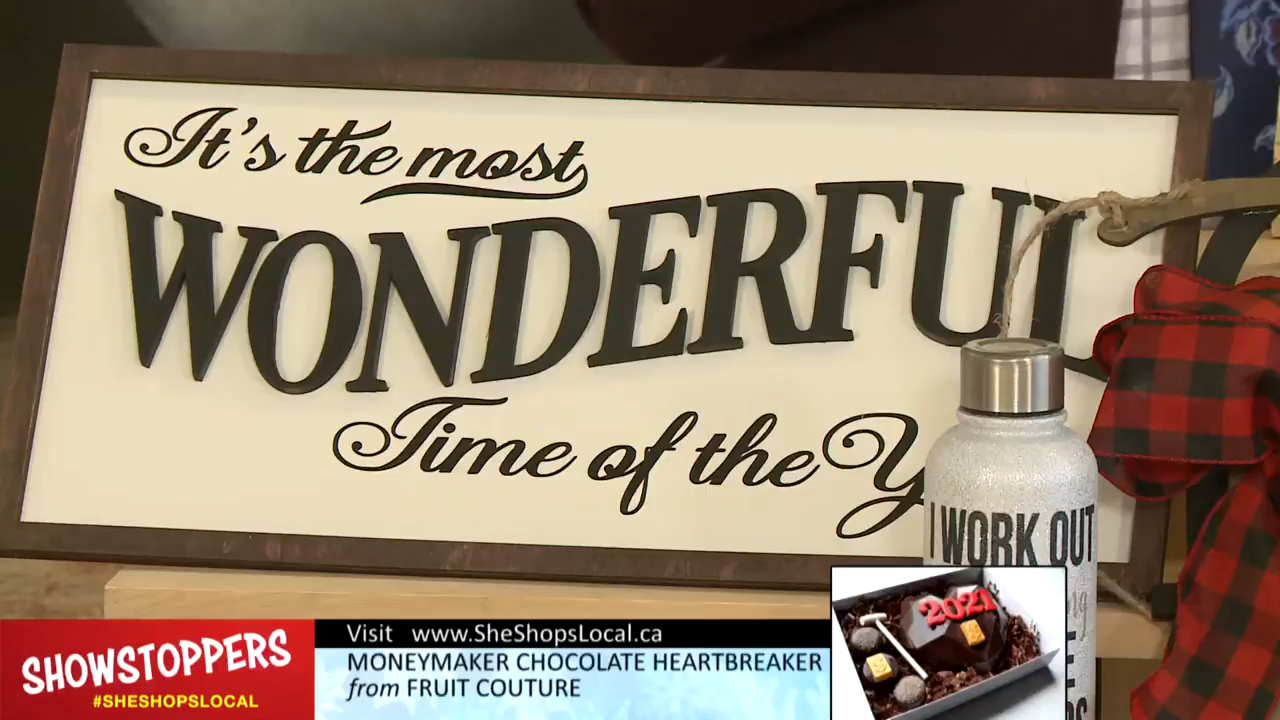 It's the most
WONDERFUL
Time of the
I WORK OUT
2021
SHOWSTOPPERS
#SHESHOPSLOCAL
Visit www.SheShopsLocal.ca
MONEYMAKER CHOCOLATE HEARTBREAKER
from FRUIT COUTURE